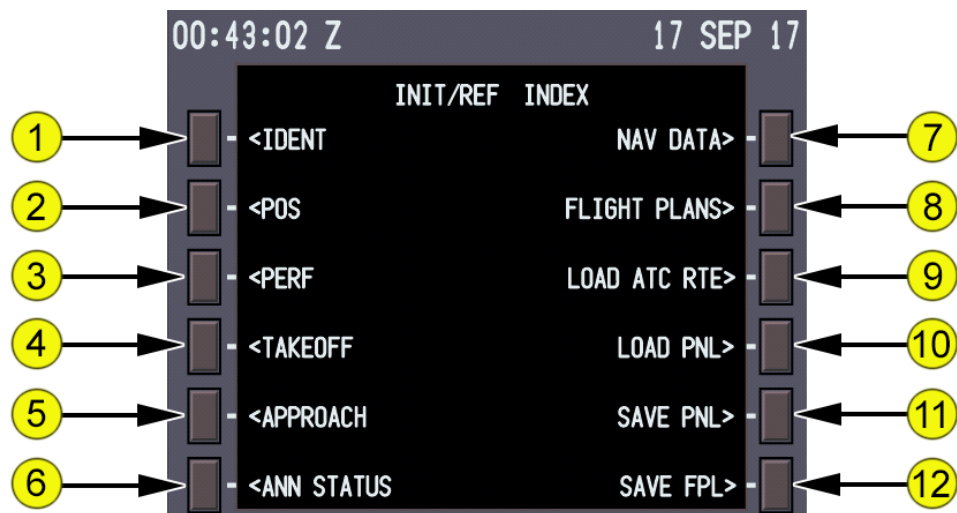 00:43:02 Z 17 SEP 17
INIT/REF INDEX
1 <IDENT NAV DATA> 7
2 <POS FLIGHT PLANS> 8
3 <PERF LOAD ATC RTE> 9
4 <TAKEOFF LOAD PNL> 10
5 <APPROACH SAVE PNL> 11
6 <ANN STATUS SAVE FPL> 12